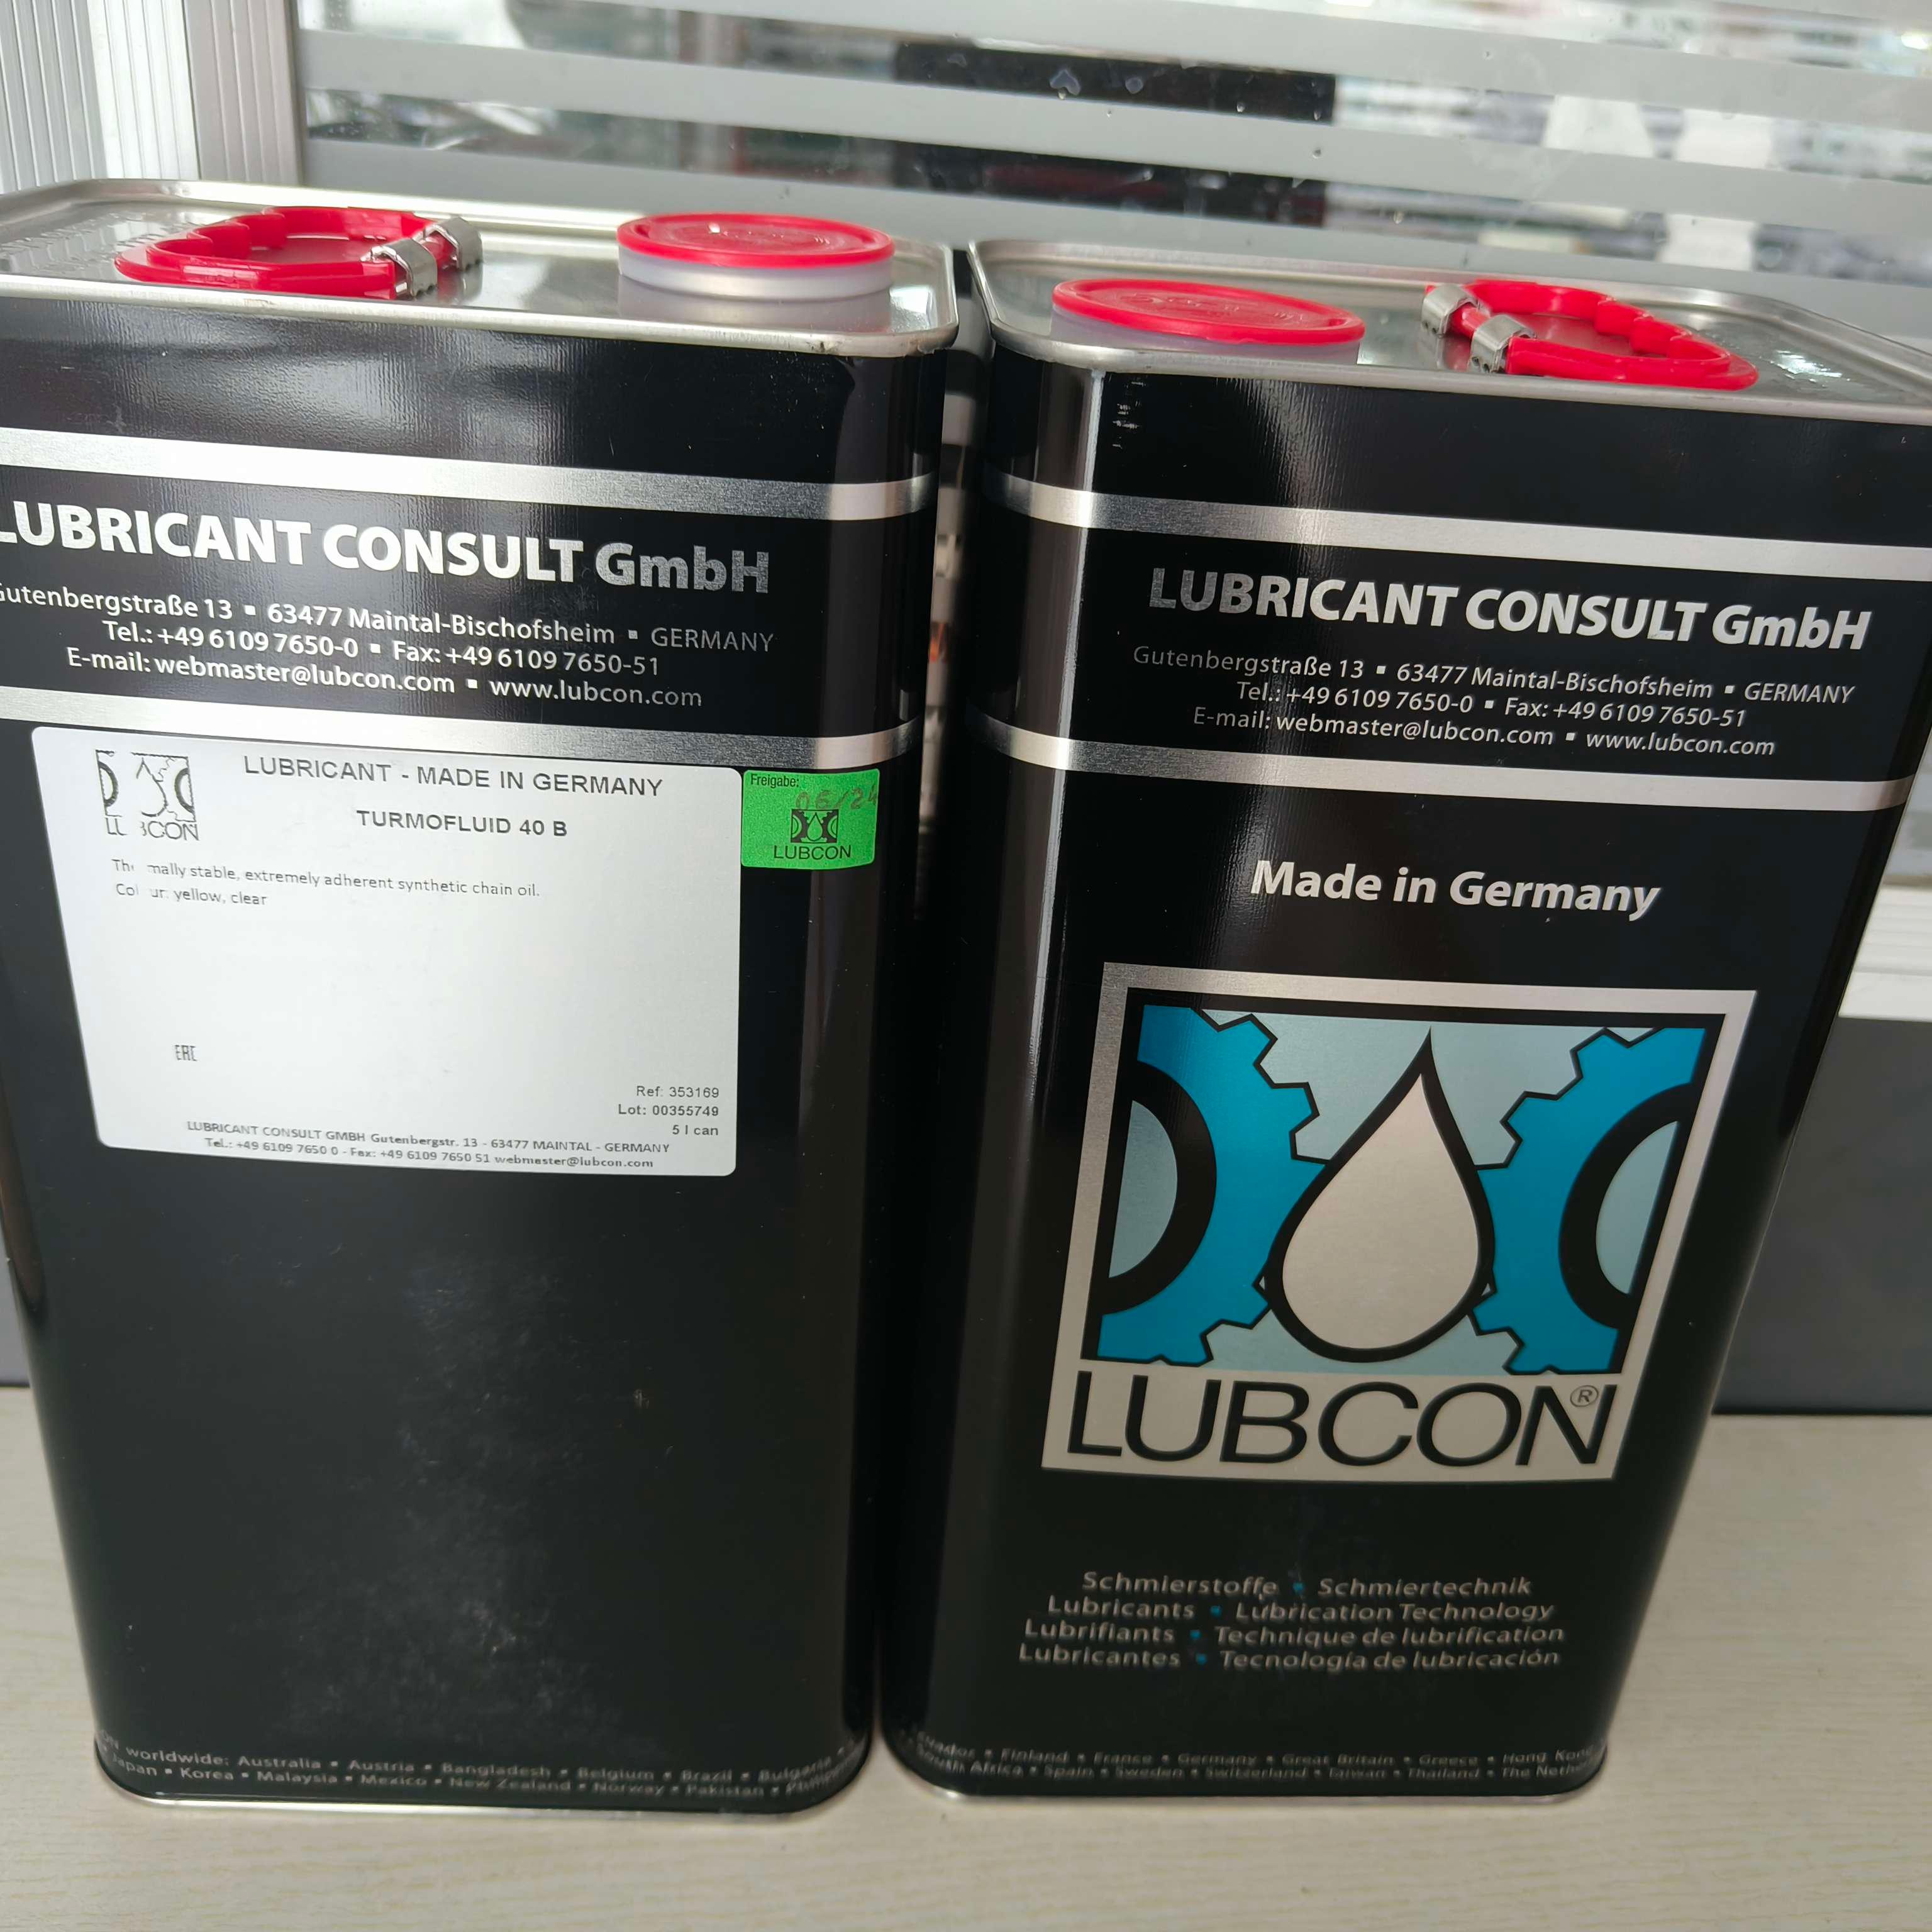 LUBRICANT CONSULT GmbH
Gutenbergstraße 13 ▪ 63477 Maintal-Bischofsheim ▪ GERMANY
Tel.: +49 6109 7650-0 ▪ Fax: +49 6109 7650-51
E-mail: webmaster@lubcon.com ▪ www.lubcon.com
LUBCON
LUBRICANT - MADE IN GERMANY
TURMOFLUID 40 B
Thermally stable, extremely adherent synthetic chain oil.
Colour: yellow, clear
EAC
Ref: 353169
Lot: 00355749
5 l can
LUBRICANT CONSULT GMBH Gutenbergstr. 13 - 63477 MAINTAL - GERMANY
Tel.: +49 6109 7650 0 - Fax: +49 6109 7650 51 webmaster@lubcon.com
Freigabe:
06/24
LUBCON
worldwide: Australia ▪ Austria ▪ Bangladesh ▪ Belgium ▪ Brazil ▪ Bulgaria
Japan ▪ Korea ▪ Malaysia ▪ Mexico ▪ New Zealand ▪ Norway ▪ Pakistan
LUBRICANT CONSULT GmbH
Gutenbergstraße 13 ▪ 63477 Maintal-Bischofsheim ▪ GERMANY
Tel.: +49 6109 7650-0 ▪ Fax: +49 6109 7650-51
E-mail: webmaster@lubcon.com ▪ www.lubcon.com
Made in Germany
LUBCON®
Schmierstoffe ▪ Schmiertechnik
Lubricants ▪ Lubrication Technology
Lubrifiants ▪ Technique de lubrification
Lubricantes ▪ Tecnología de lubricación
Finland ▪ France ▪ Germany ▪ Great Britain ▪ Greece ▪ Hong Kong
South Africa ▪ Spain ▪ Sweden ▪ Switzerland ▪ Taiwan ▪ Thailand ▪ The